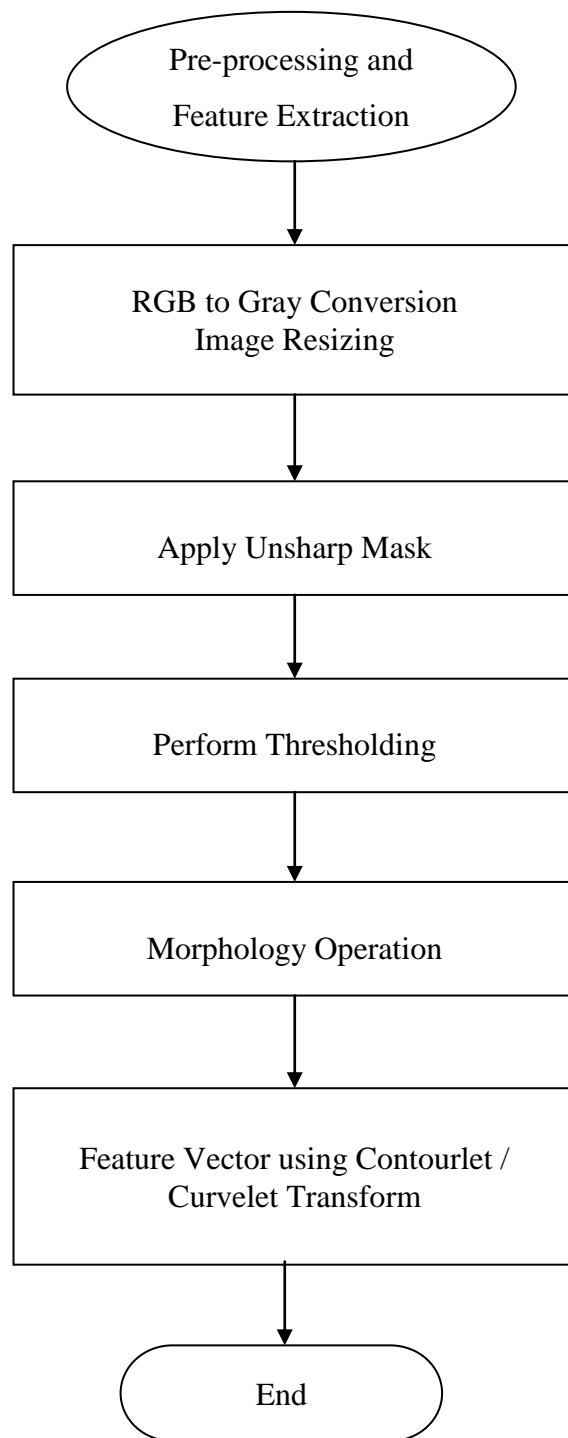 Pre-processing and
Feature Extraction
RGB to Gray Conversion
Image Resizing
Apply Unsharp Mask
Perform Thresholding
Morphology Operation
Feature Vector using Contourlet /
Curvelet Transform
End